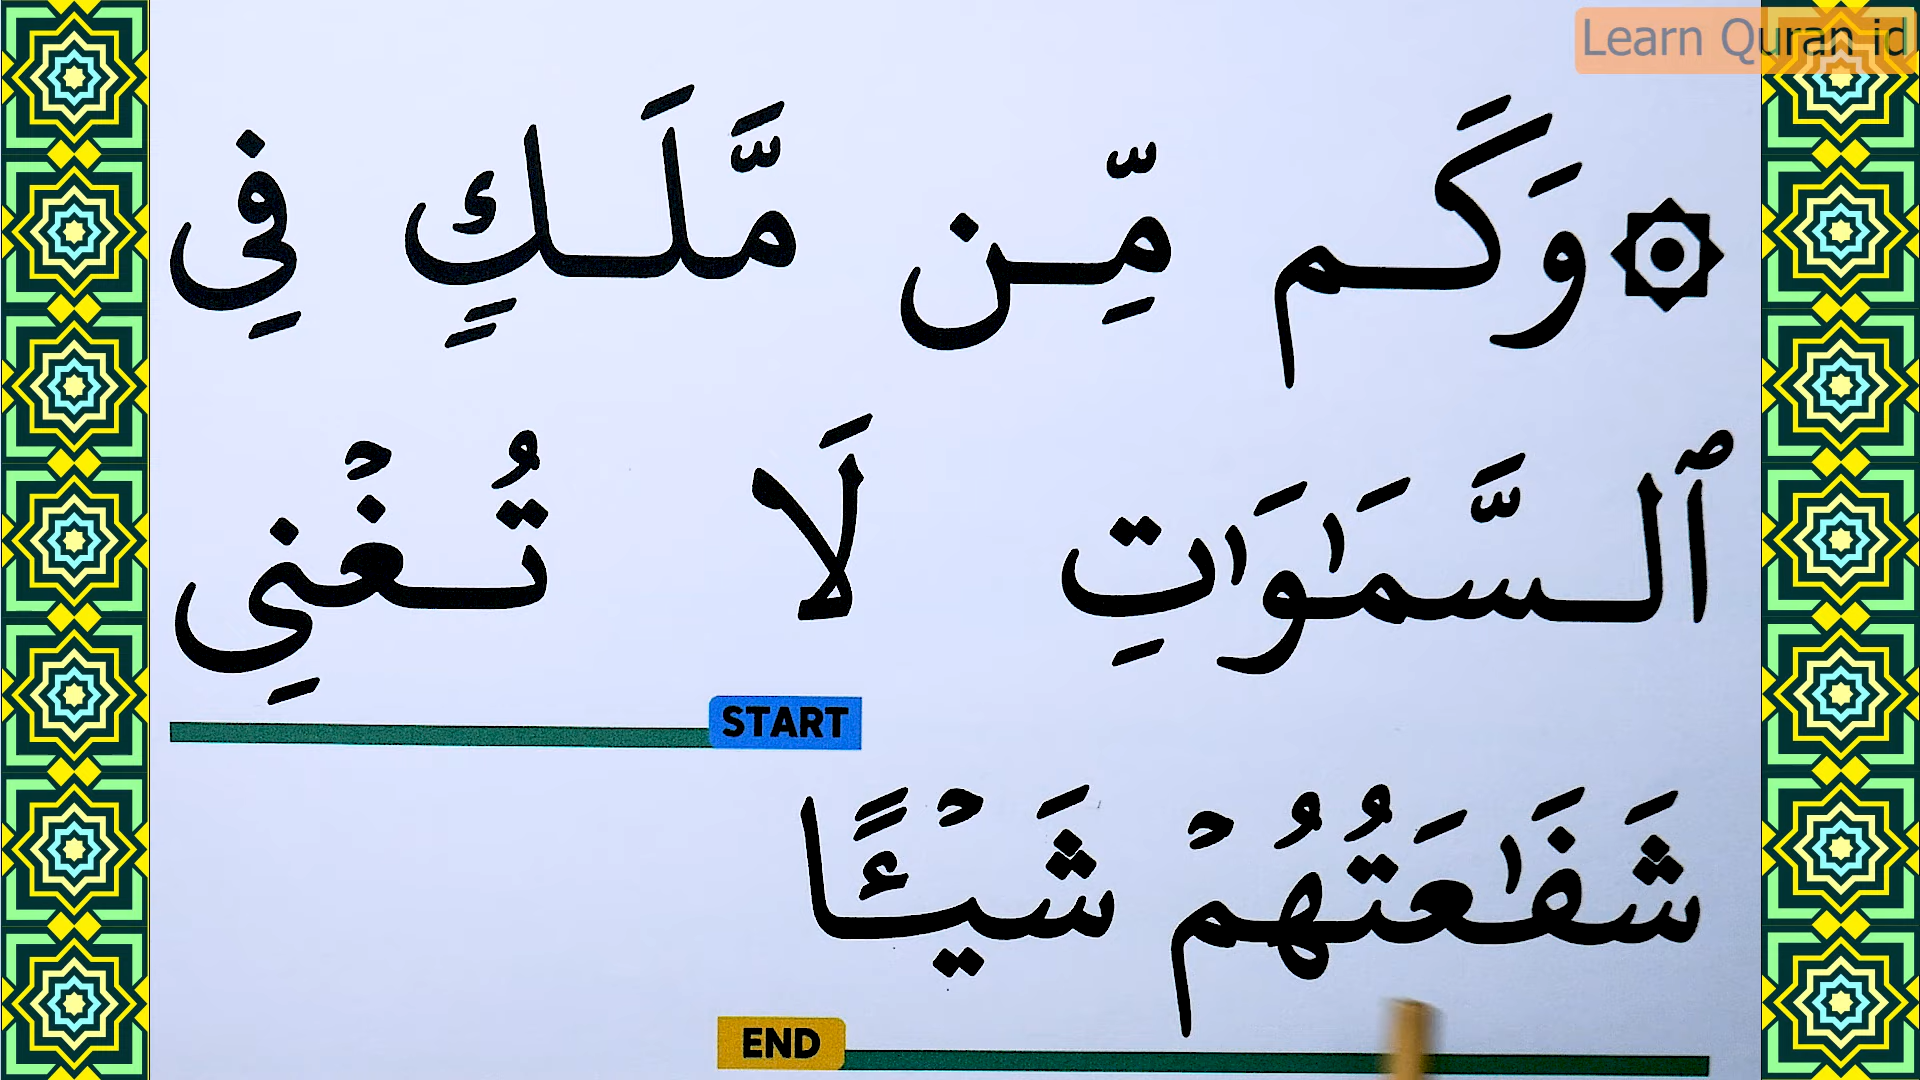 Learn Quran id
۞ وَكَم مِّن مَّلَكٍ فِى
ٱلسَّمَٰوَٰتِ لَا تُغْنِى
START
شَفَٰعَتُهُمْ شَيْـًٔا
END